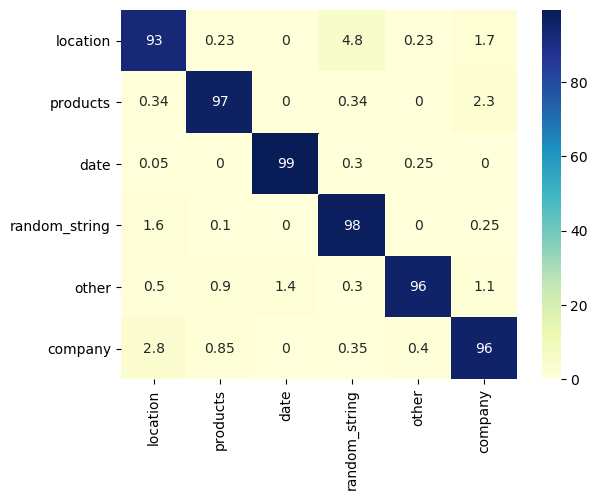 location 93 0.23 0 4.8 0.23 1.7
products 0.34 97 0 0.34 0 2.3
date 0.05 0 99 0.3 0.25 0
random_string 1.6 0.1 0 98 0 0.25
other 0.5 0.9 1.4 0.3 96 1.1
company 2.8 0.85 0 0.35 0.4 96
location products date random_string other company
80
60
40
20
0